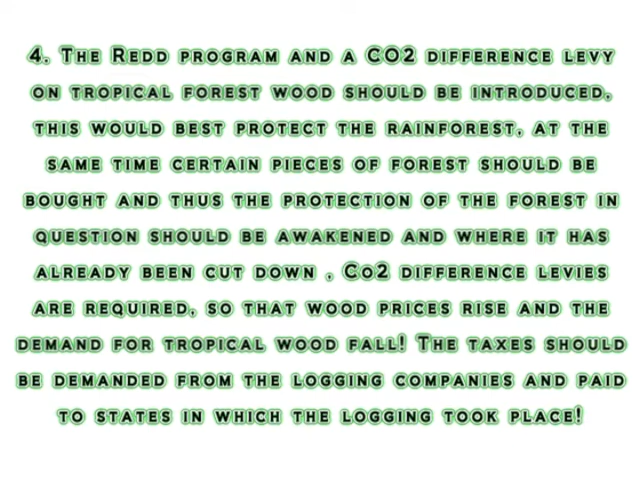 4. The Redd program and a CO2 difference levy
on tropical forest wood should be introduced,
this would best protect the rainforest, at the
same time certain pieces of forest should be
bought and thus the protection of the forest in
question should be awakened and where it has
already been cut down , Co2 difference levies
are required, so that wood prices rise and the
demand for tropical wood fall! The taxes should
be demanded from the logging companies and paid
to states in which the logging took place!